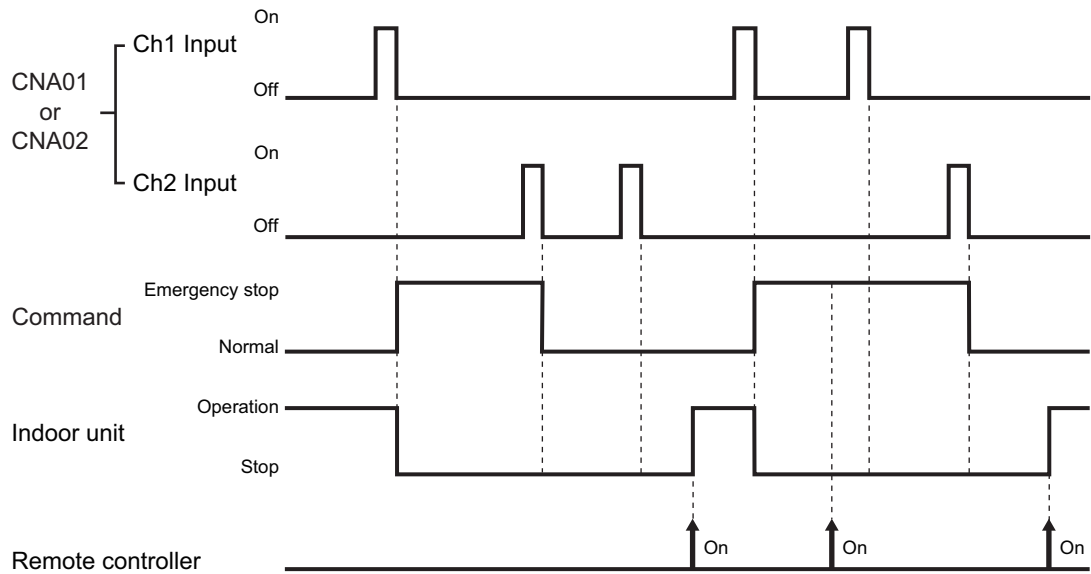 On
Ch1 Input
Off
CNA01
or
CNA02
On
Ch2 Input
Off
Emergency stop
Command
Normal
Operation
Indoor unit
Stop
On
On
On
Remote controller